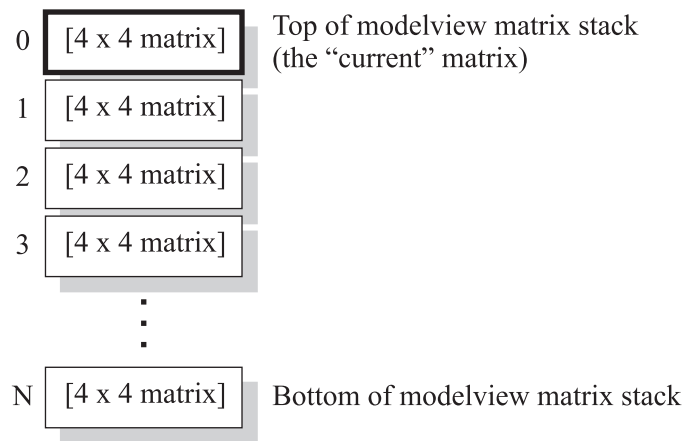 0 [4 x 4 matrix] Top of modelview matrix stack
(the “current” matrix)
1 [4 x 4 matrix]
2 [4 x 4 matrix]
3 [4 x 4 matrix]
N [4 x 4 matrix] Bottom of modelview matrix stack